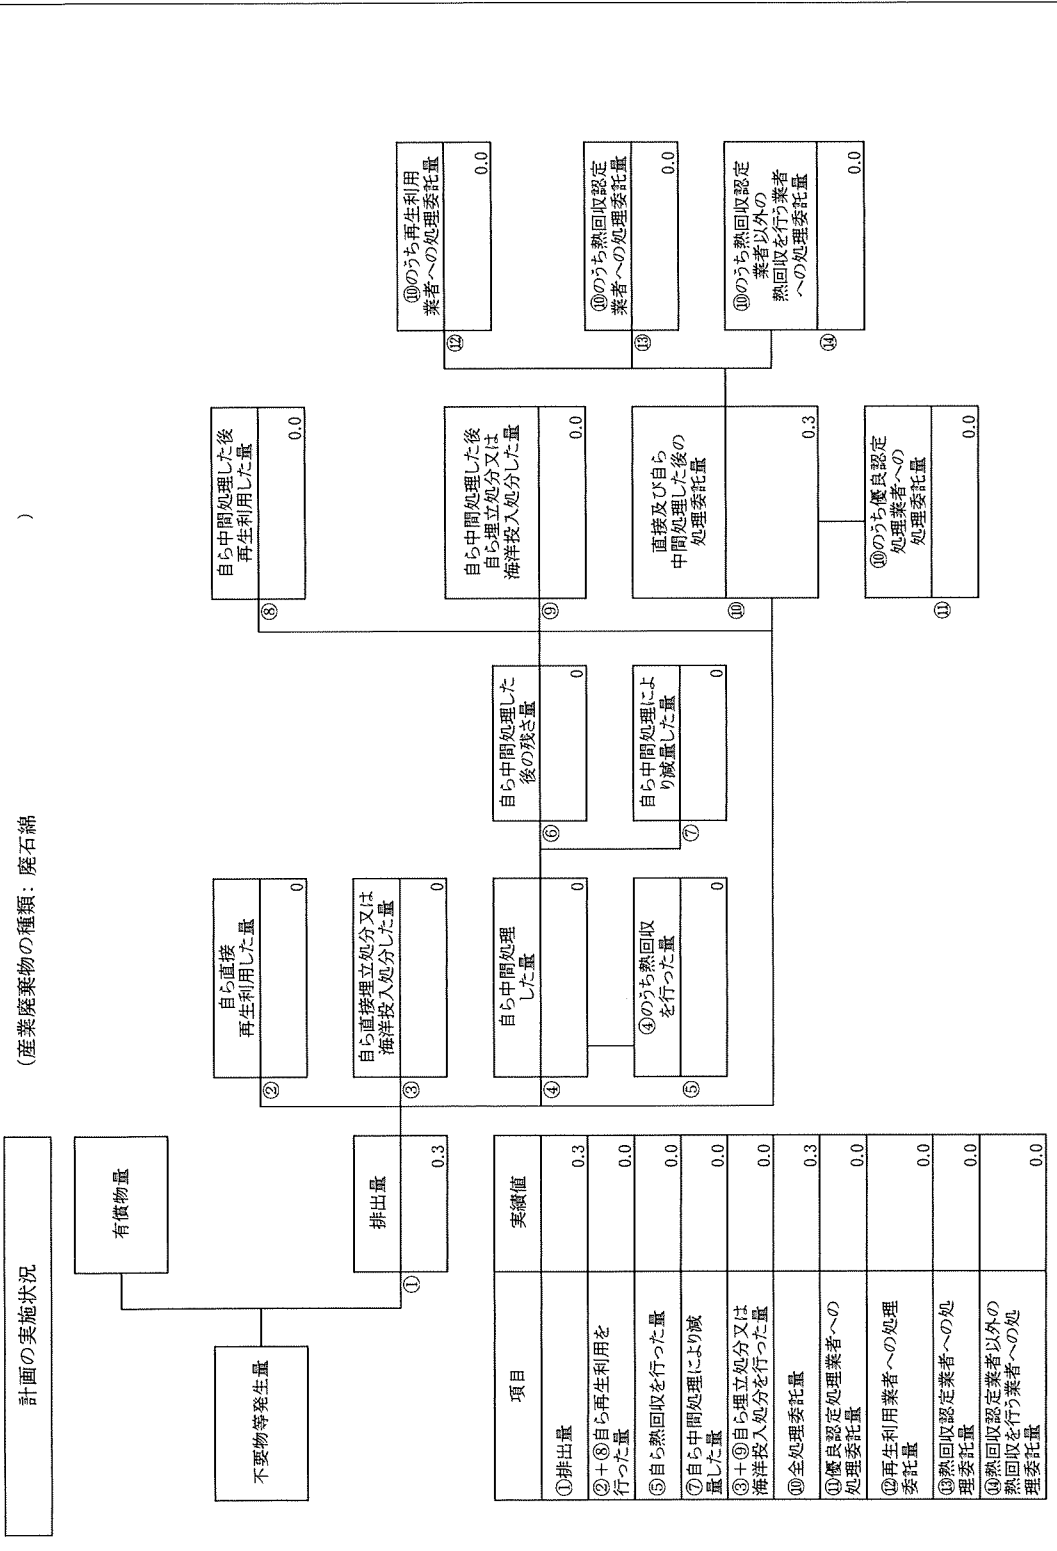 計画の実施状況
(産業廃棄物の種類: 廃石綿
)
不要物等発生量
有償物量
①
排出量
0.3
②
自ら直接
再生利用した量
0
③
自ら直接埋立処分又は
海洋投入処分した量
0
④
自ら中間処理
した量
0
⑤
④のうち熱回収
を行った量
0
⑥
自ら中間処理した
後の残さ量
0
⑦
自ら中間処理によ
り減量した量
0
⑧
自ら中間処理した後
再生利用した量
0.0
⑨
自ら中間処理した後
自ら埋立処分又は
海洋投入処分した量
0.0
⑩
直接及び自ら
中間処理した後の
処理委託量
0.3
⑪
⑩のうち優良認定
処理業者への
処理委託量
0.0
⑫
⑩のうち再生利用
業者への処理委託量
0.0
⑬
⑩のうち熱回収認定
業者への処理委託量
0.0
⑭
⑩のうち熱回収認定
業者以外の
熱回収を行う業者
への処理委託量
0.0
項目 実績値
①排出量 0.3
②+⑧自ら再生利用を
行った量 0.0
⑤自ら熱回収を行った量 0.0
⑦自ら中間処理により減
量した量 0.0
③+⑨自ら埋立処分又は
海洋投入処分を行った量 0.0
⑩全処理委託量 0.3
⑪優良認定処理業者への
処理委託量 0.0
⑫再生利用業者への処理
委託量 0.0
⑬熱回収認定業者への処
理委託量 0.0
⑭熱回収認定業者以外の
熱回収を行う業者への処
理委託量 0.0